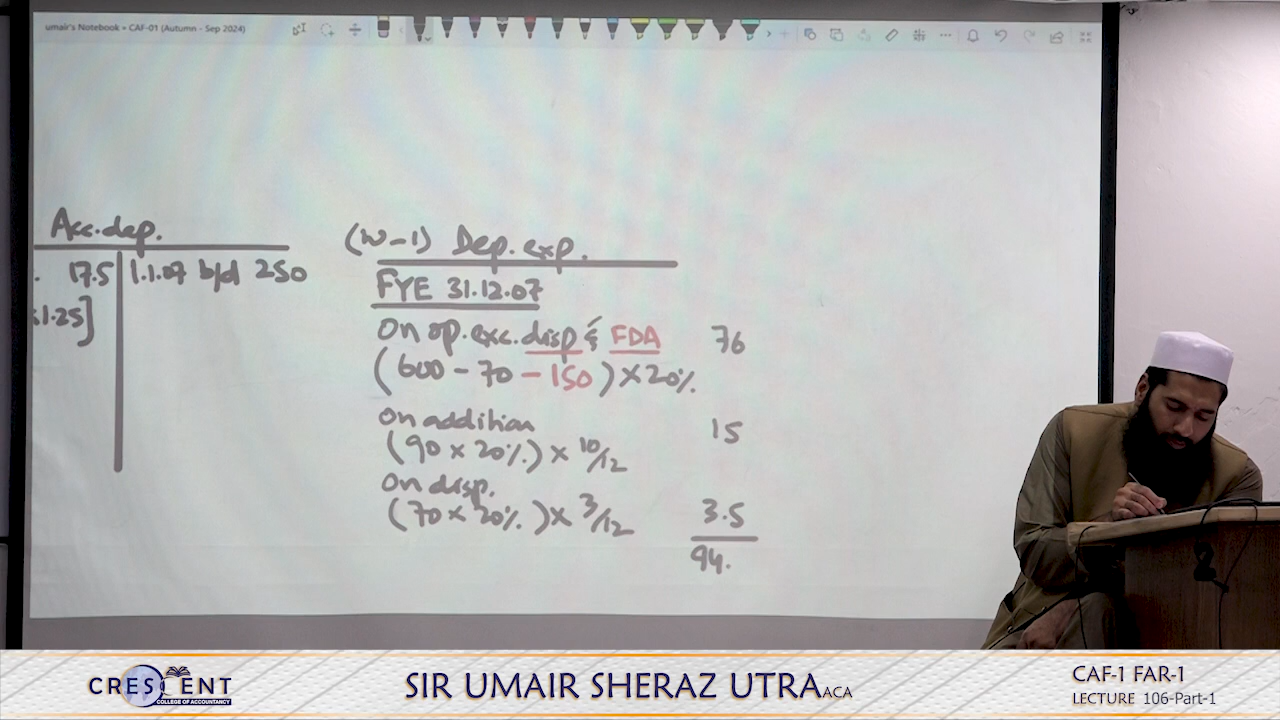 umair's Notebook » CAF-01 (Autumn - Sep 2024)
Acc.dep.
. 17.5 1.1.07 b/d 250
x1.25]
(W-1) Dep. exp.
FYE 31.12.07
On op. exc. disp & FDA 76
(600 - 70 - 150) x 20%
On addition 15
(90 x 20%) x 10/12
On disp.
(70 x 20%) x 3/12 3.5
94.
CRESCENT
COLLEGE OF ACCOUNTANCY
SIR UMAIR SHERAZ UTRA ACA
CAF-1 FAR-1
LECTURE 106-Part-1